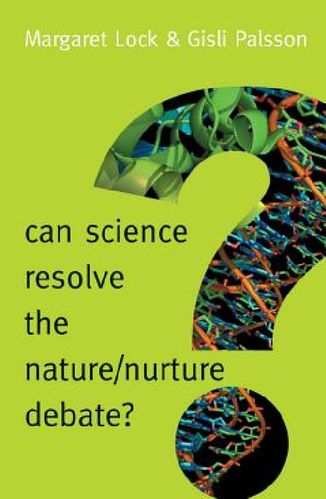 Margaret Lock & Gisli Palsson
can science
resolve
the
nature/nurture
debate?